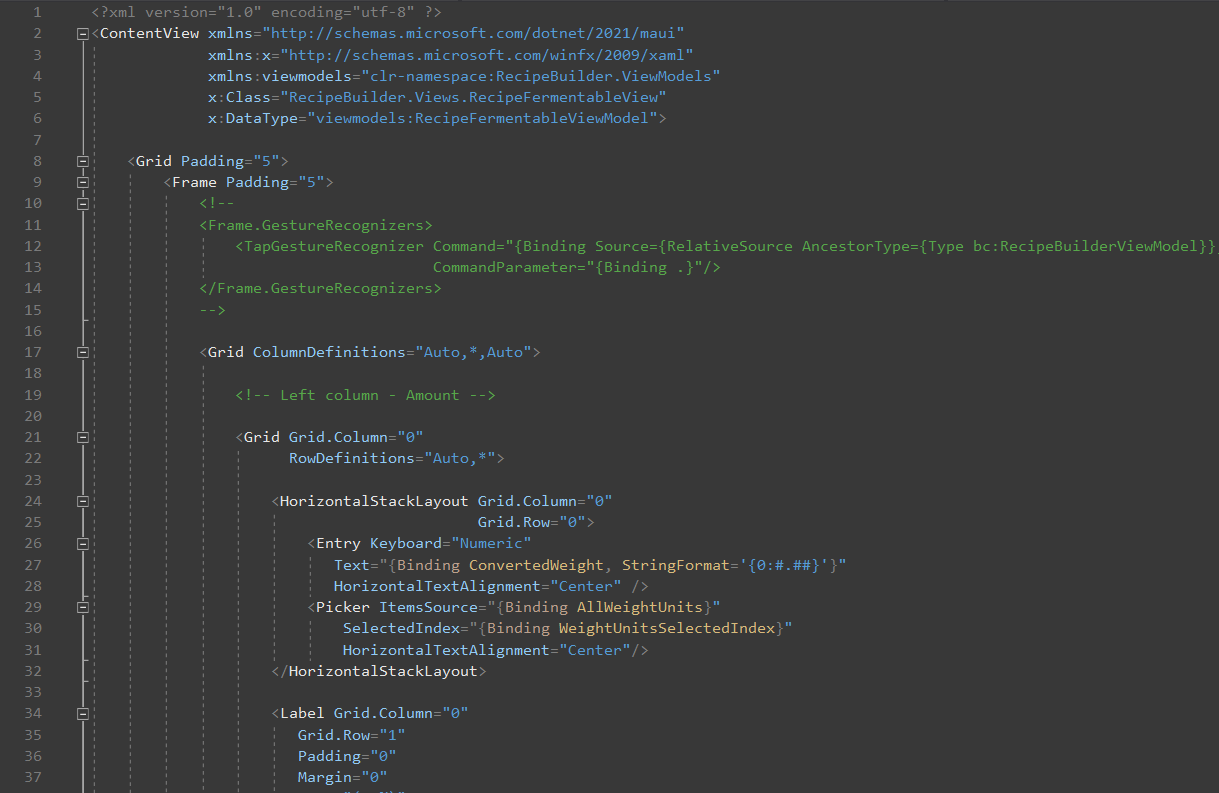 1 <?xml version="1.0" encoding="utf-8" ?>
2 <ContentView xmlns="http://schemas.microsoft.com/dotnet/2021/maui"
3 xmlns:x="http://schemas.microsoft.com/winfx/2009/xaml"
4 xmlns:viewmodels="clr-namespace:RecipeBuilder.ViewModels"
5 x:Class="RecipeBuilder.Views.RecipeFermentableView"
6 x:DataType="viewmodels:RecipeFermentableViewModel">
7
8 <Grid Padding="5">
9 <Frame Padding="5">
10 <!--
11 <Frame.GestureRecognizers>
12 <TapGestureRecognizer Command="{Binding Source={RelativeSource AncestorType={Type bc:RecipeBuilderViewModel}}
13 CommandParameter="{Binding .}"/>
14 </Frame.GestureRecognizers>
15 -->
16
17 <Grid ColumnDefinitions="Auto,*,Auto">
18
19 <!-- Left column - Amount -->
20
21 <Grid Grid.Column="0"
22 RowDefinitions="Auto,*">
23
24 <HorizontalStackLayout Grid.Column="0"
25 Grid.Row="0">
26 <Entry Keyboard="Numeric"
27 Text="{Binding ConvertedWeight, StringFormat='{0:#.##}'}"
28 HorizontalTextAlignment="Center" />
29 <Picker ItemsSource="{Binding AllWeightUnits}"
30 SelectedIndex="{Binding WeightUnitsSelectedIndex}"
31 HorizontalTextAlignment="Center"/>
32 </HorizontalStackLayout>
33
34 <Label Grid.Column="0"
35 Grid.Row="1"
36 Padding="0"
37 Margin="0"